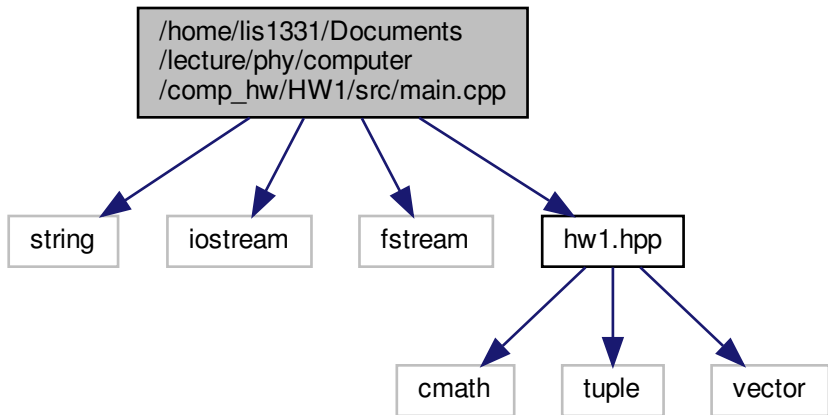 /home/lis1331/Documents
/lecture/phy/computer
/comp_hw/HW1/src/main.cpp
string
iostream
fstream
hw1.hpp
cmath
tuple
vector